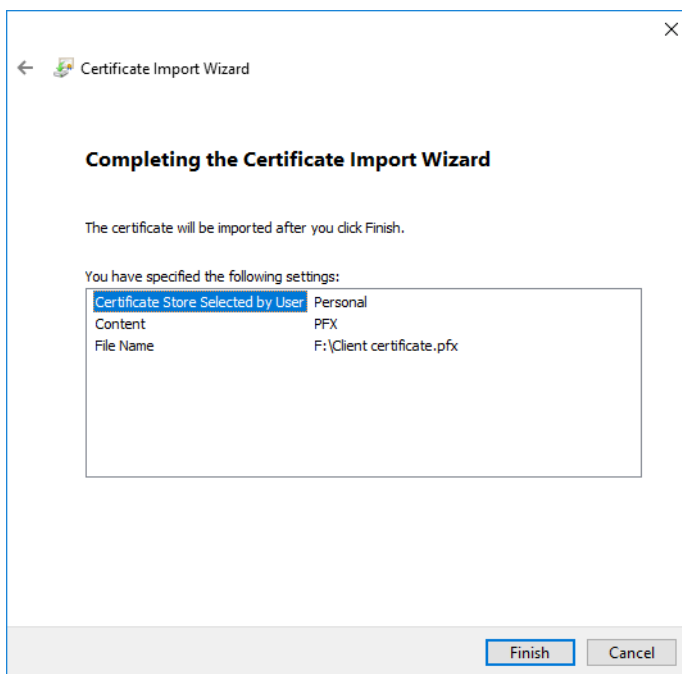 Certificate Import Wizard
Completing the Certificate Import Wizard
The certificate will be imported after you click Finish.
You have specified the following settings:
Certificate Store Selected by User Personal
Content PFX
File Name F:\Client certificate.pfx
Finish Cancel